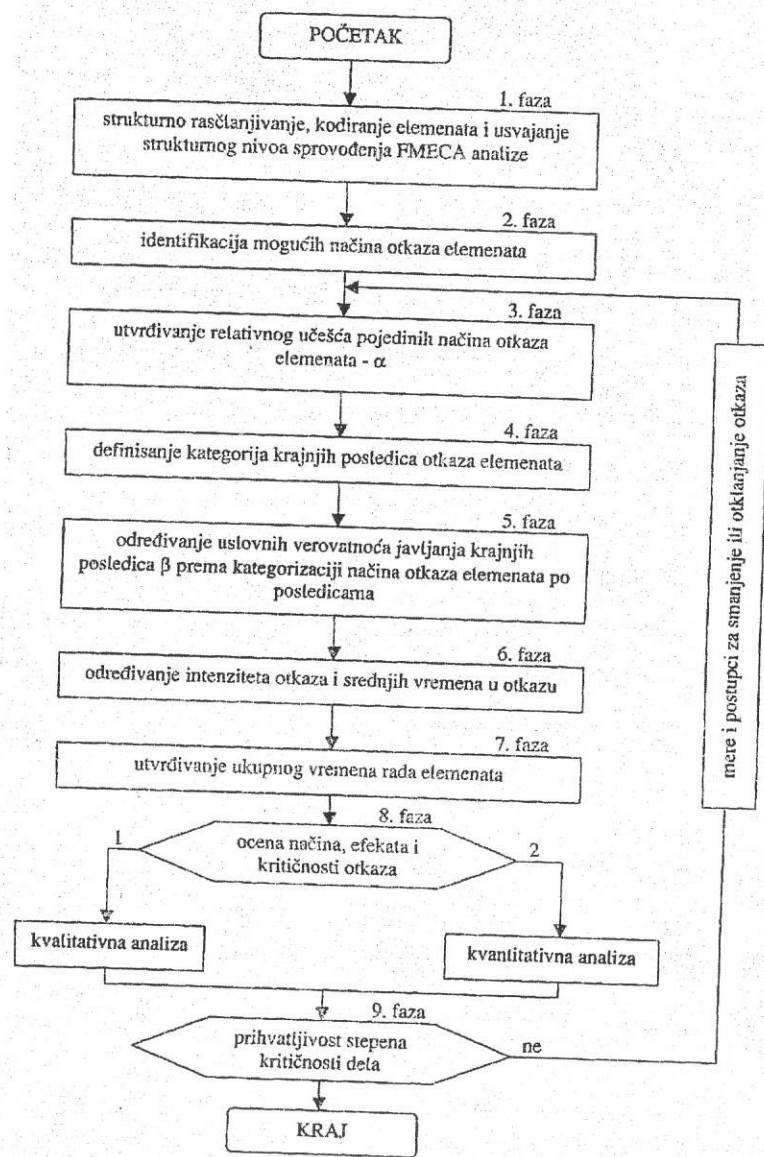 POČETAK
1. faza
strukturno rasčlanjivanje, kodiranje elemenata i usvajanje
strukturnog nivoa sprovođenja FMECA analize
2. faza
identifikacija mogućih načina otkaza elemenata
3. faza
utvrđivanje relativnog učešća pojedinih načina otkaza
elemenata - α
4. faza
definisanje kategorija krajnjih posledica otkaza elemenata
5. faza
određivanje uslovnih verovatnoća javljanja krajnjih
posledica β prema kategorizaciji načina otkaza elemenata po
posledicama
6. faza
određivanje intenziteta otkaza i srednjih vremena u otkazu
7. faza
utvrđivanje ukupnog vremena rada elemenata
8. faza
1
ocena načina, efekata i
kritičnosti otkaza
2
kvalitativna analiza
kvantitativna analiza
9. faza
prihvatljivost stepena
kritičnosti dela
ne
KRAJ
mere i postupci za smanjenje ili otklanjanje otkaza